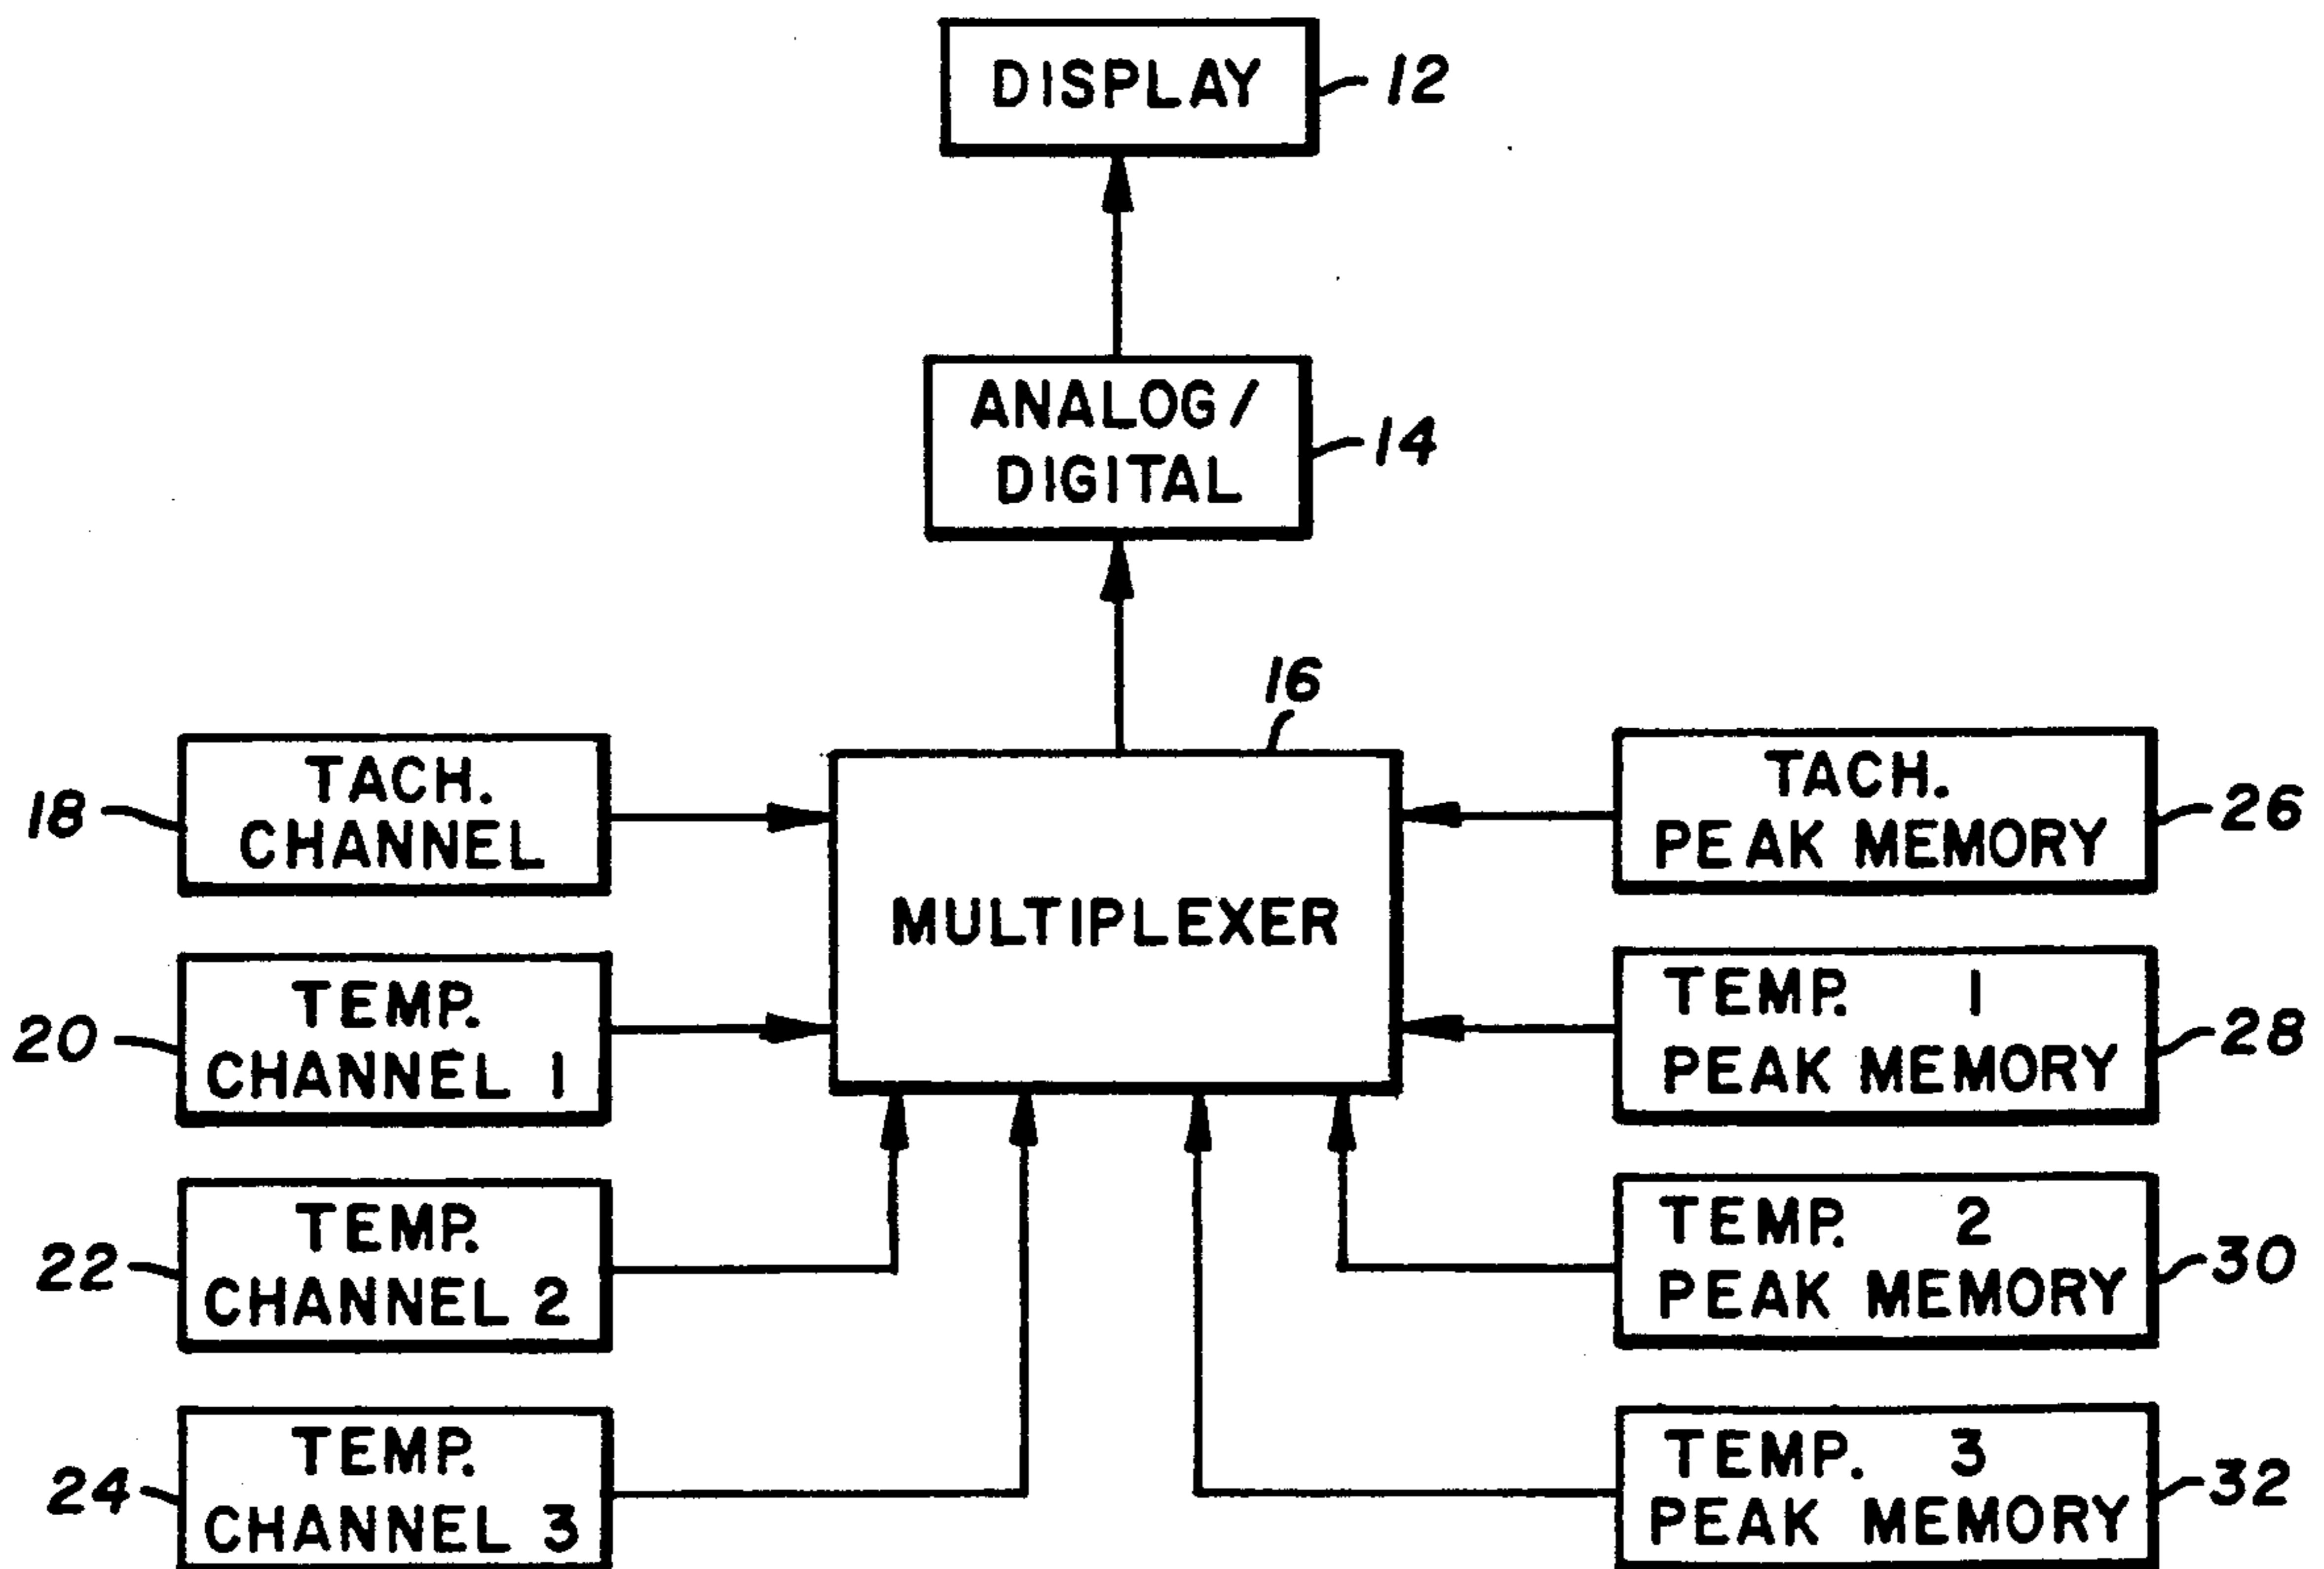 DISPLAY
12
ANALOG/
DIGITAL
14
16
TACH.
CHANNEL
18
MULTIPLEXER
TACH.
PEAK MEMORY
26
TEMP.
CHANNEL 1
20
TEMP. 1
PEAK MEMORY
28
TEMP.
CHANNEL 2
22
TEMP. 2
PEAK MEMORY
30
TEMP.
CHANNEL 3
24
TEMP. 3
PEAK MEMORY
32